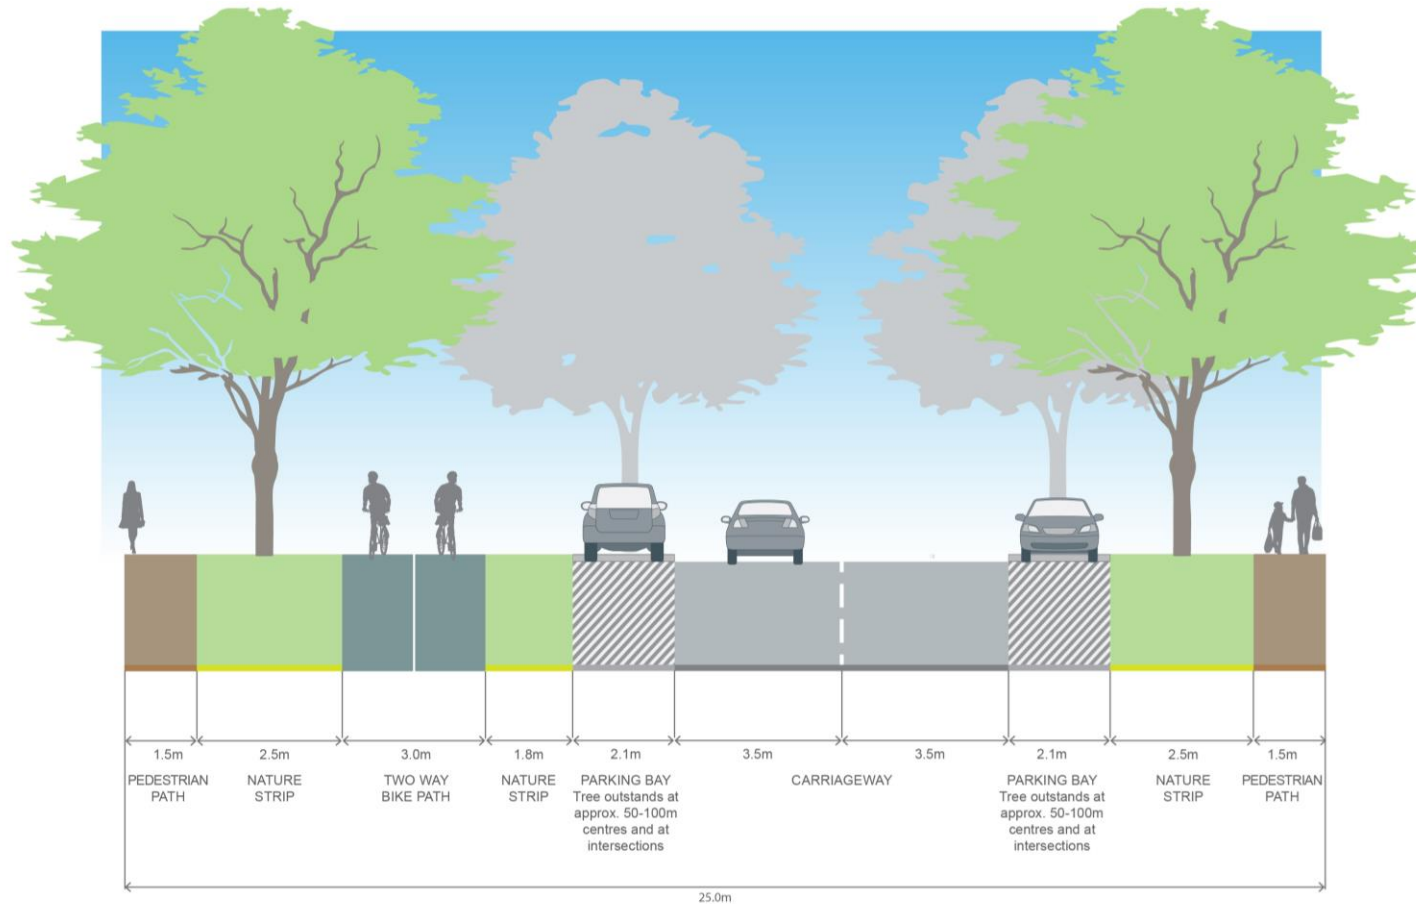 1.5m
2.5m
3.0m
1.8m
2.1m
3.5m
3.5m
2.1m
2.5m
1.5m
PEDESTRIAN
PATH
NATURE
STRIP
TWO WAY
BIKE PATH
NATURE
STRIP
PARKING BAY
Tree outstands at
approx. 50-100m
centres and at
intersections
CARRIAGEWAY
PARKING BAY
Tree outstands at
approx. 50-100m
centres and at
intersections
NATURE
STRIP
PEDESTRIAN
PATH
25.0m